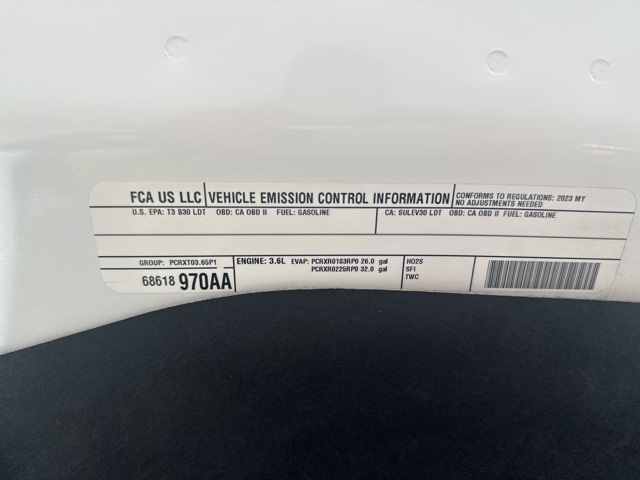 FCA US LLC VEHICLE EMISSION CONTROL INFORMATION CONFORMS TO REGULATIONS: 2023 MY
NO ADJUSTMENTS NEEDED
U.S. EPA: T3 B30 LDT OBD: CA OBD II FUEL: GASOLINE CA: SULEV30 LDT OBD: CA OBD II FUEL: GASOLINE
GROUP: PCRXT03.65P1 ENGINE: 3.6L EVAP: PCRXR0183RP0 26.0 gal HO2S
PCRXR0225RP0 32.0 gal SFI
68618 970AA TWC